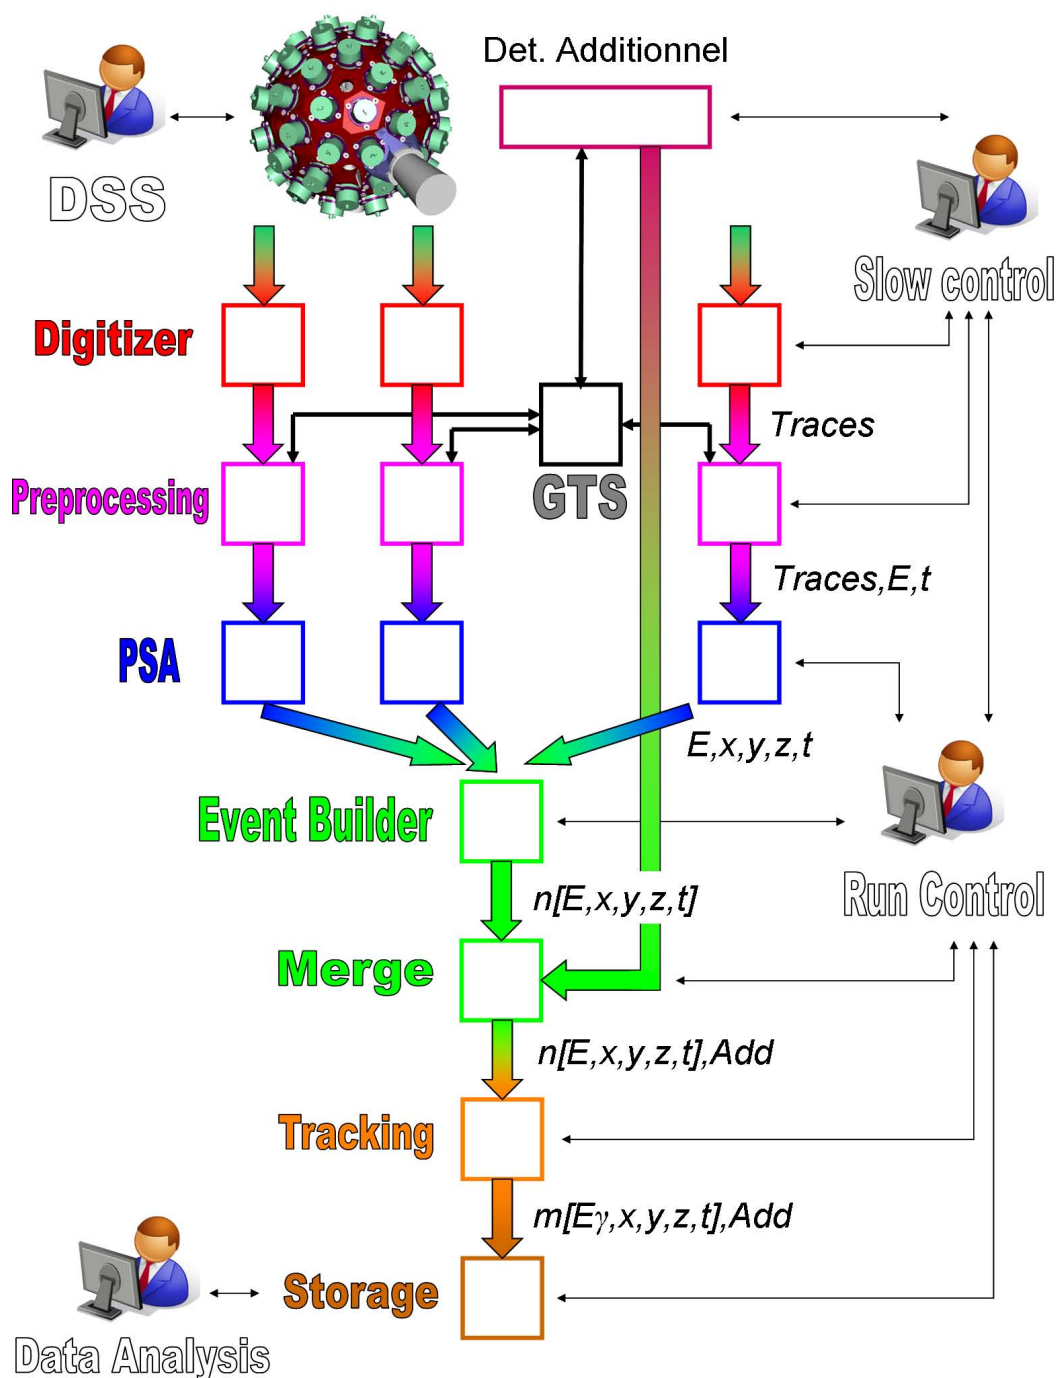 Det. Additionnel
DSS
Slow control
Digitizer
Traces
Preprocessing
GTS
Traces,E,t
PSA
E,x,y,z,t
Event Builder
n[E,x,y,z,t]
Run Control
Merge
n[E,x,y,z,t],Add
Tracking
m[Eγ,x,y,z,t],Add
Storage
Data Analysis